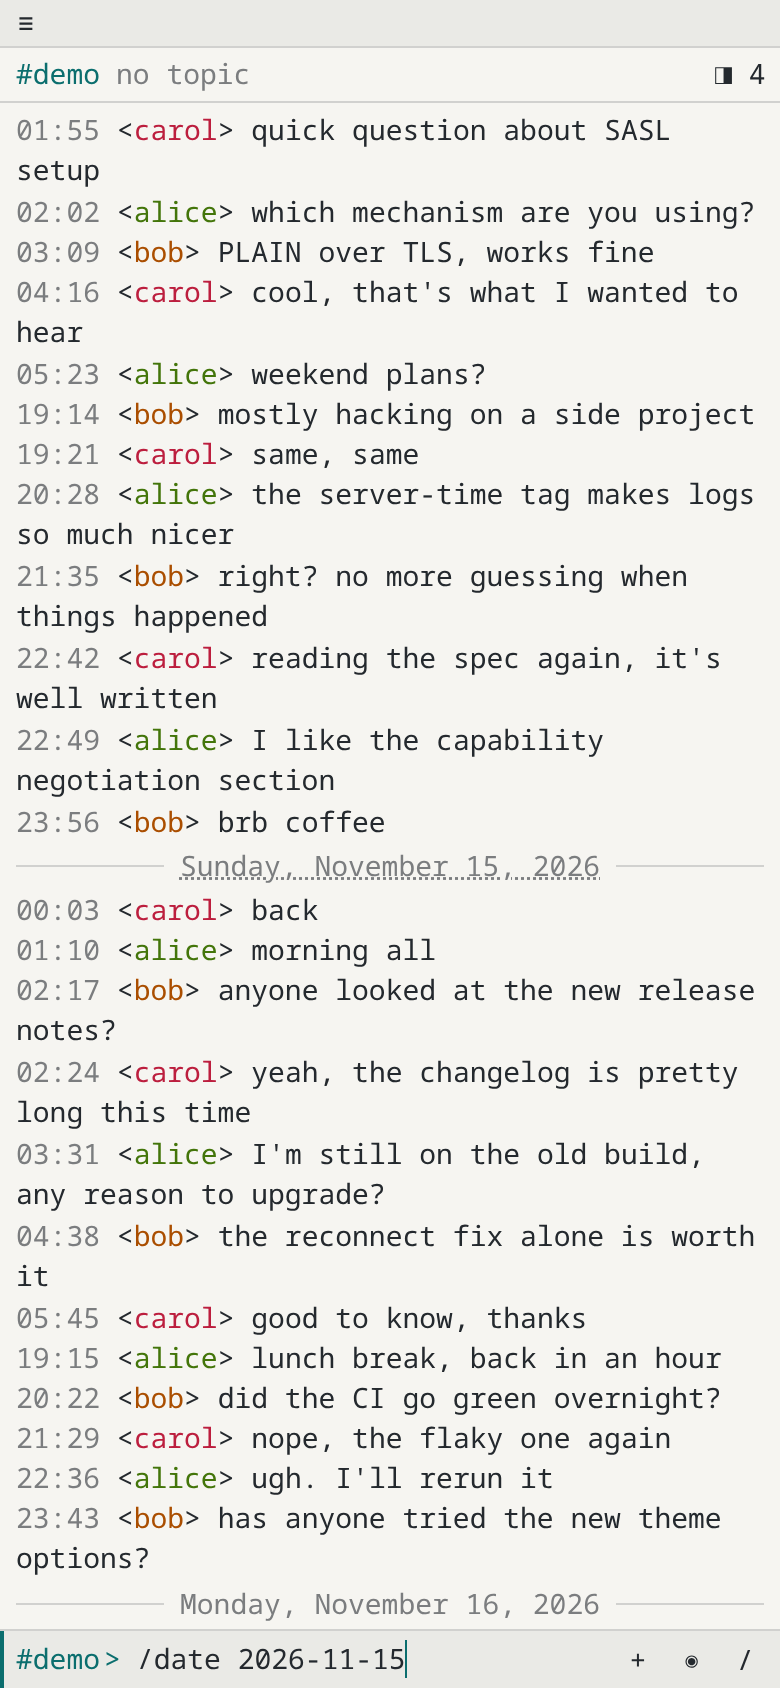 ≡
#demo no topic ◨ 4
01:55 <carol> quick question about SASL
setup
02:02 <alice> which mechanism are you using?
03:09 <bob> PLAIN over TLS, works fine
04:16 <carol> cool, that's what I wanted to
hear
05:23 <alice> weekend plans?
19:14 <bob> mostly hacking on a side project
19:21 <carol> same, same
20:28 <alice> the server-time tag makes logs
so much nicer
21:35 <bob> right? no more guessing when
things happened
22:42 <carol> reading the spec again, it's
well written
22:49 <alice> I like the capability
negotiation section
23:56 <bob> brb coffee
Sunday, November 15, 2026
00:03 <carol> back
01:10 <alice> morning all
02:17 <bob> anyone looked at the new release
notes?
02:24 <carol> yeah, the changelog is pretty
long this time
03:31 <alice> I'm still on the old build,
any reason to upgrade?
04:38 <bob> the reconnect fix alone is worth
it
05:45 <carol> good to know, thanks
19:15 <alice> lunch break, back in an hour
20:22 <bob> did the CI go green overnight?
21:29 <carol> nope, the flaky one again
22:36 <alice> ugh. I'll rerun it
23:43 <bob> has anyone tried the new theme
options?
Monday, November 16, 2026
#demo> /date 2026-11-15 + ◉ /